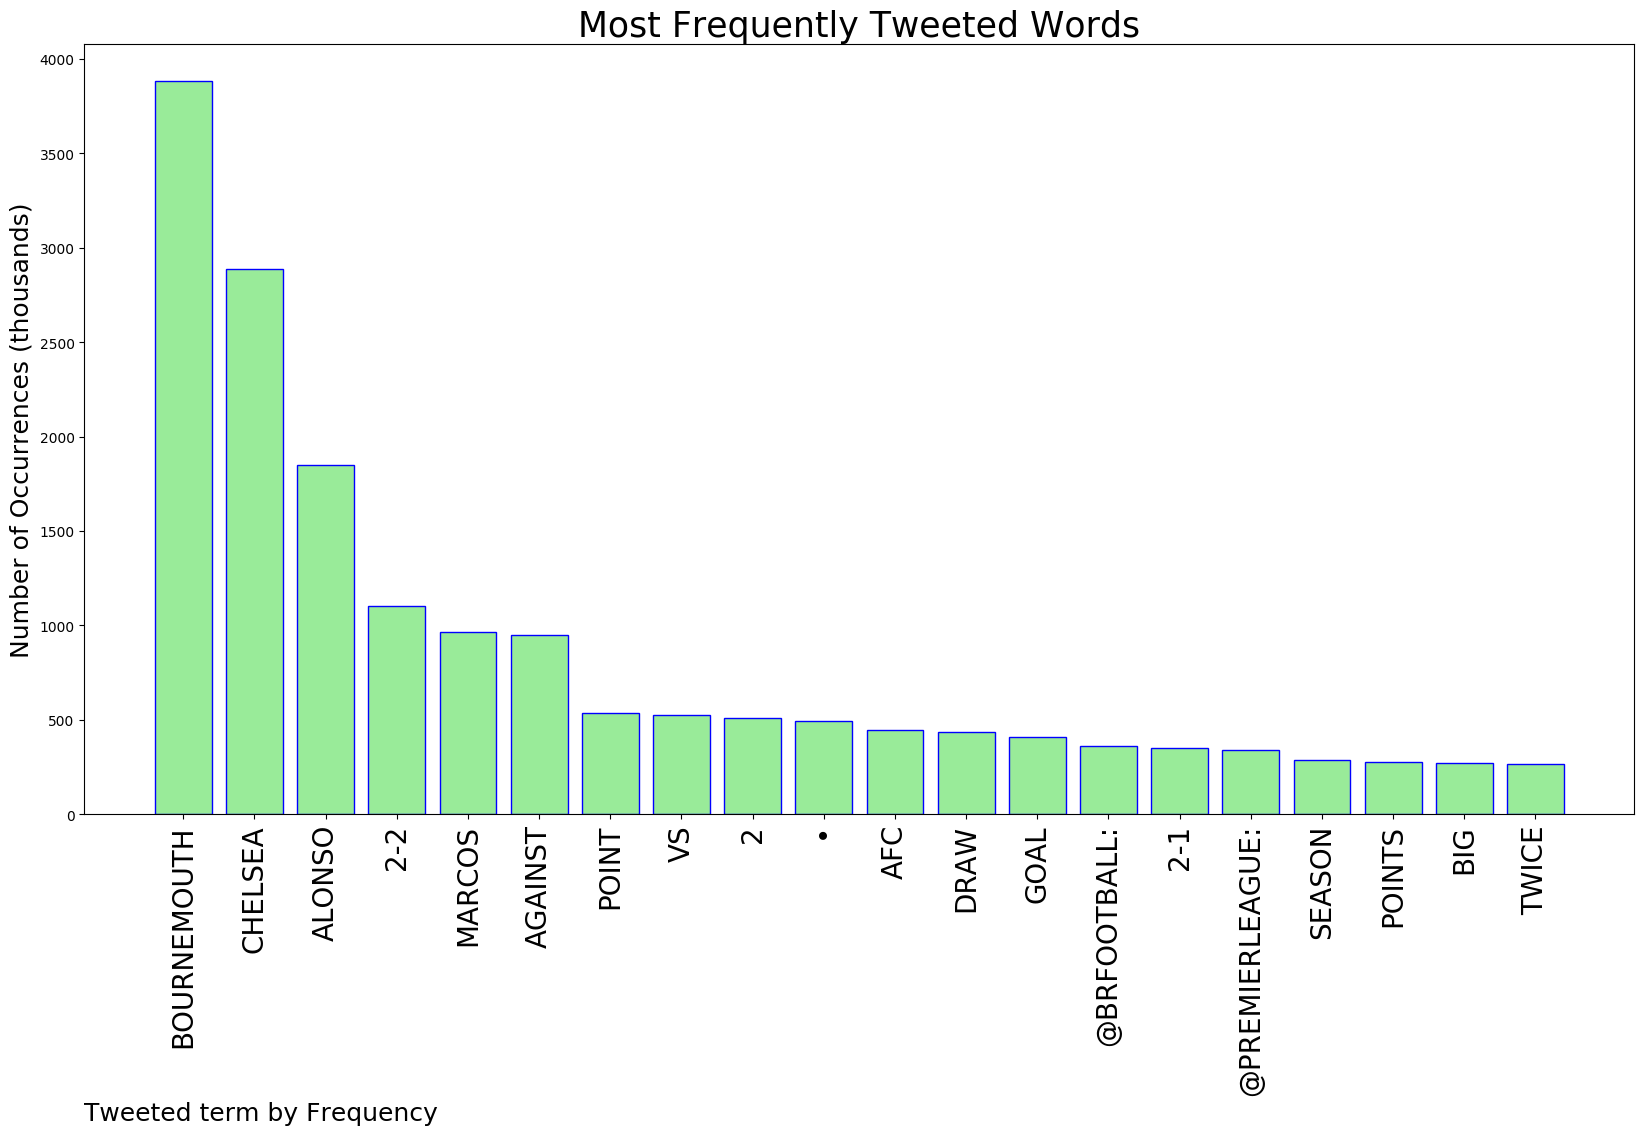 Most Frequently Tweeted Words
Number of Occurrences (thousands)
4000
3500
3000
2500
2000
1500
1000
500
0
BOURNEMOUTH
CHELSEA
ALONSO
2-2
MARCOS
AGAINST
POINT
VS
2
•
AFC
DRAW
GOAL
@BRFOOTBALL:
2-1
@PREMIERLEAGUE:
SEASON
POINTS
BIG
TWICE
Tweeted term by Frequency